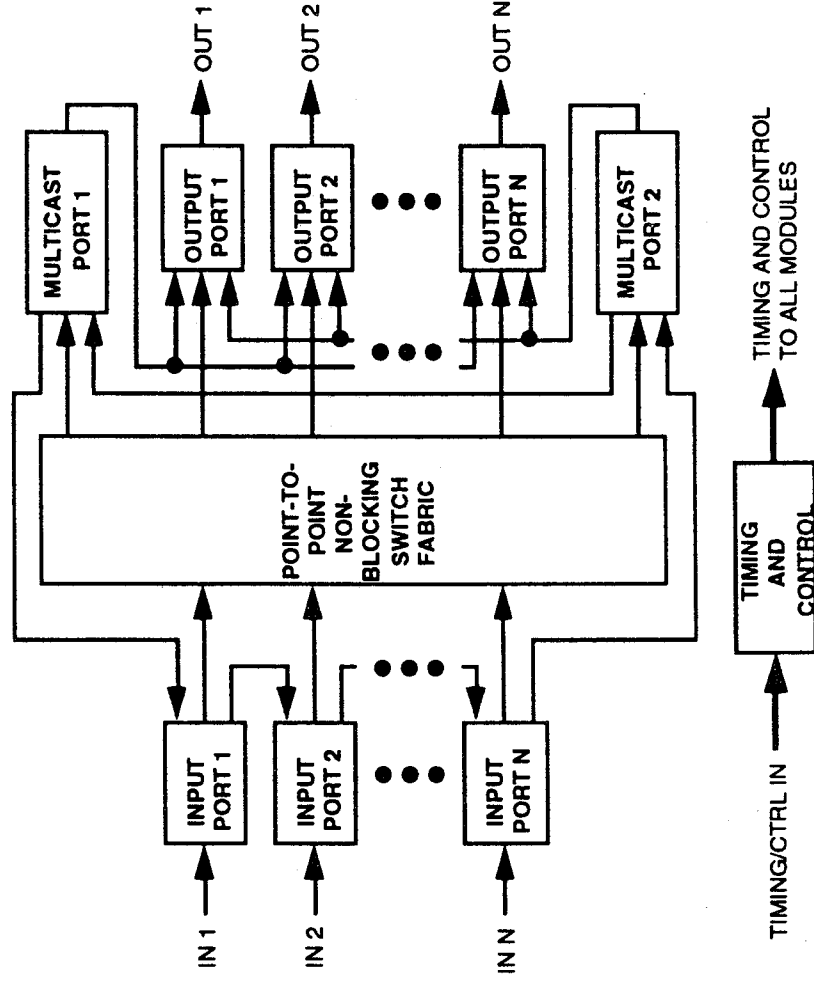 MULTICAST
PORT 1
OUT 1
OUTPUT
PORT 1
OUT 2
OUTPUT
PORT 2
OUT N
OUTPUT
PORT N
MULTICAST
PORT 2
POINT-TO-
POINT
NON-
BLOCKING
SWITCH
FABRIC
INPUT
PORT 1
INPUT
PORT 2
INPUT
PORT N
IN 1
IN 2
IN N
TIMING/CTRL IN
TIMING
AND
CONTROL
TIMING AND CONTROL
TO ALL MODULES